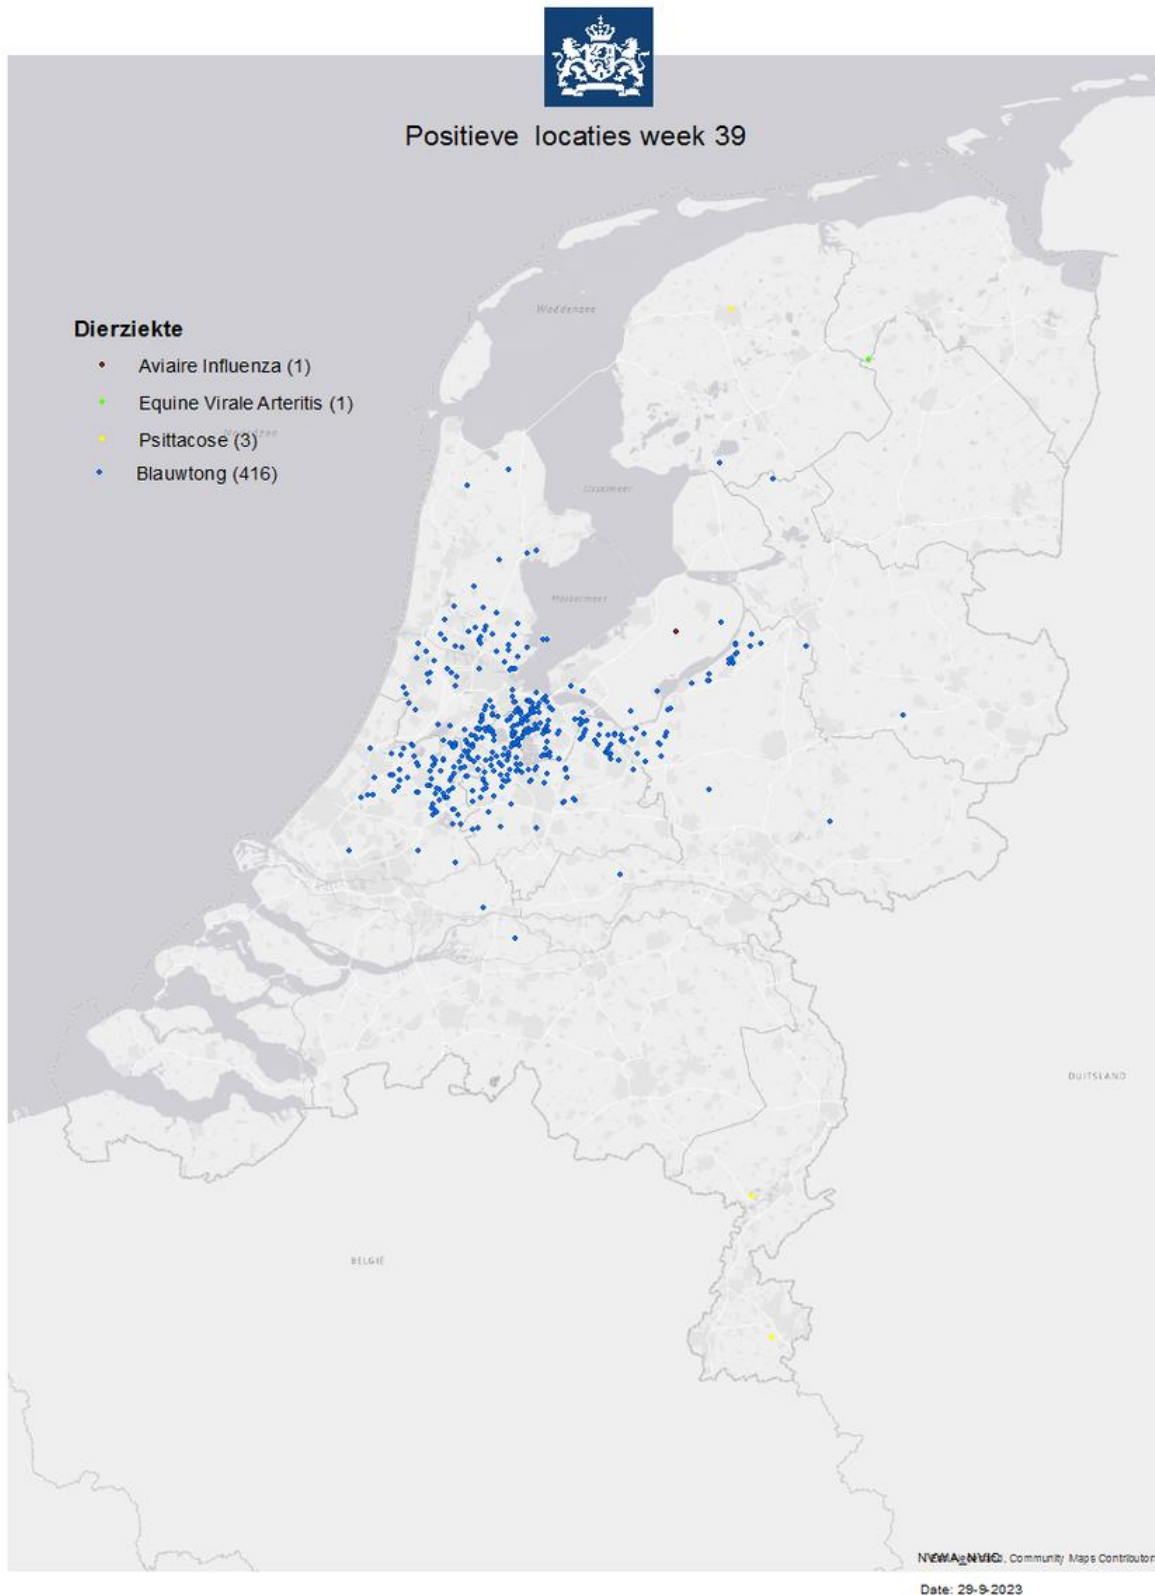 Positieve locaties week 39
Waddenzee
Dierziekte
Aviaire Influenza (1)
Equine Virale Arteritis (1)
Noordzee
Psittacose (3)
Blauwtong (416)
IJsselmeer
Markermeer
DUITSLAND
BELGIË
Community Maps Contributor
Date: 29-9-2023